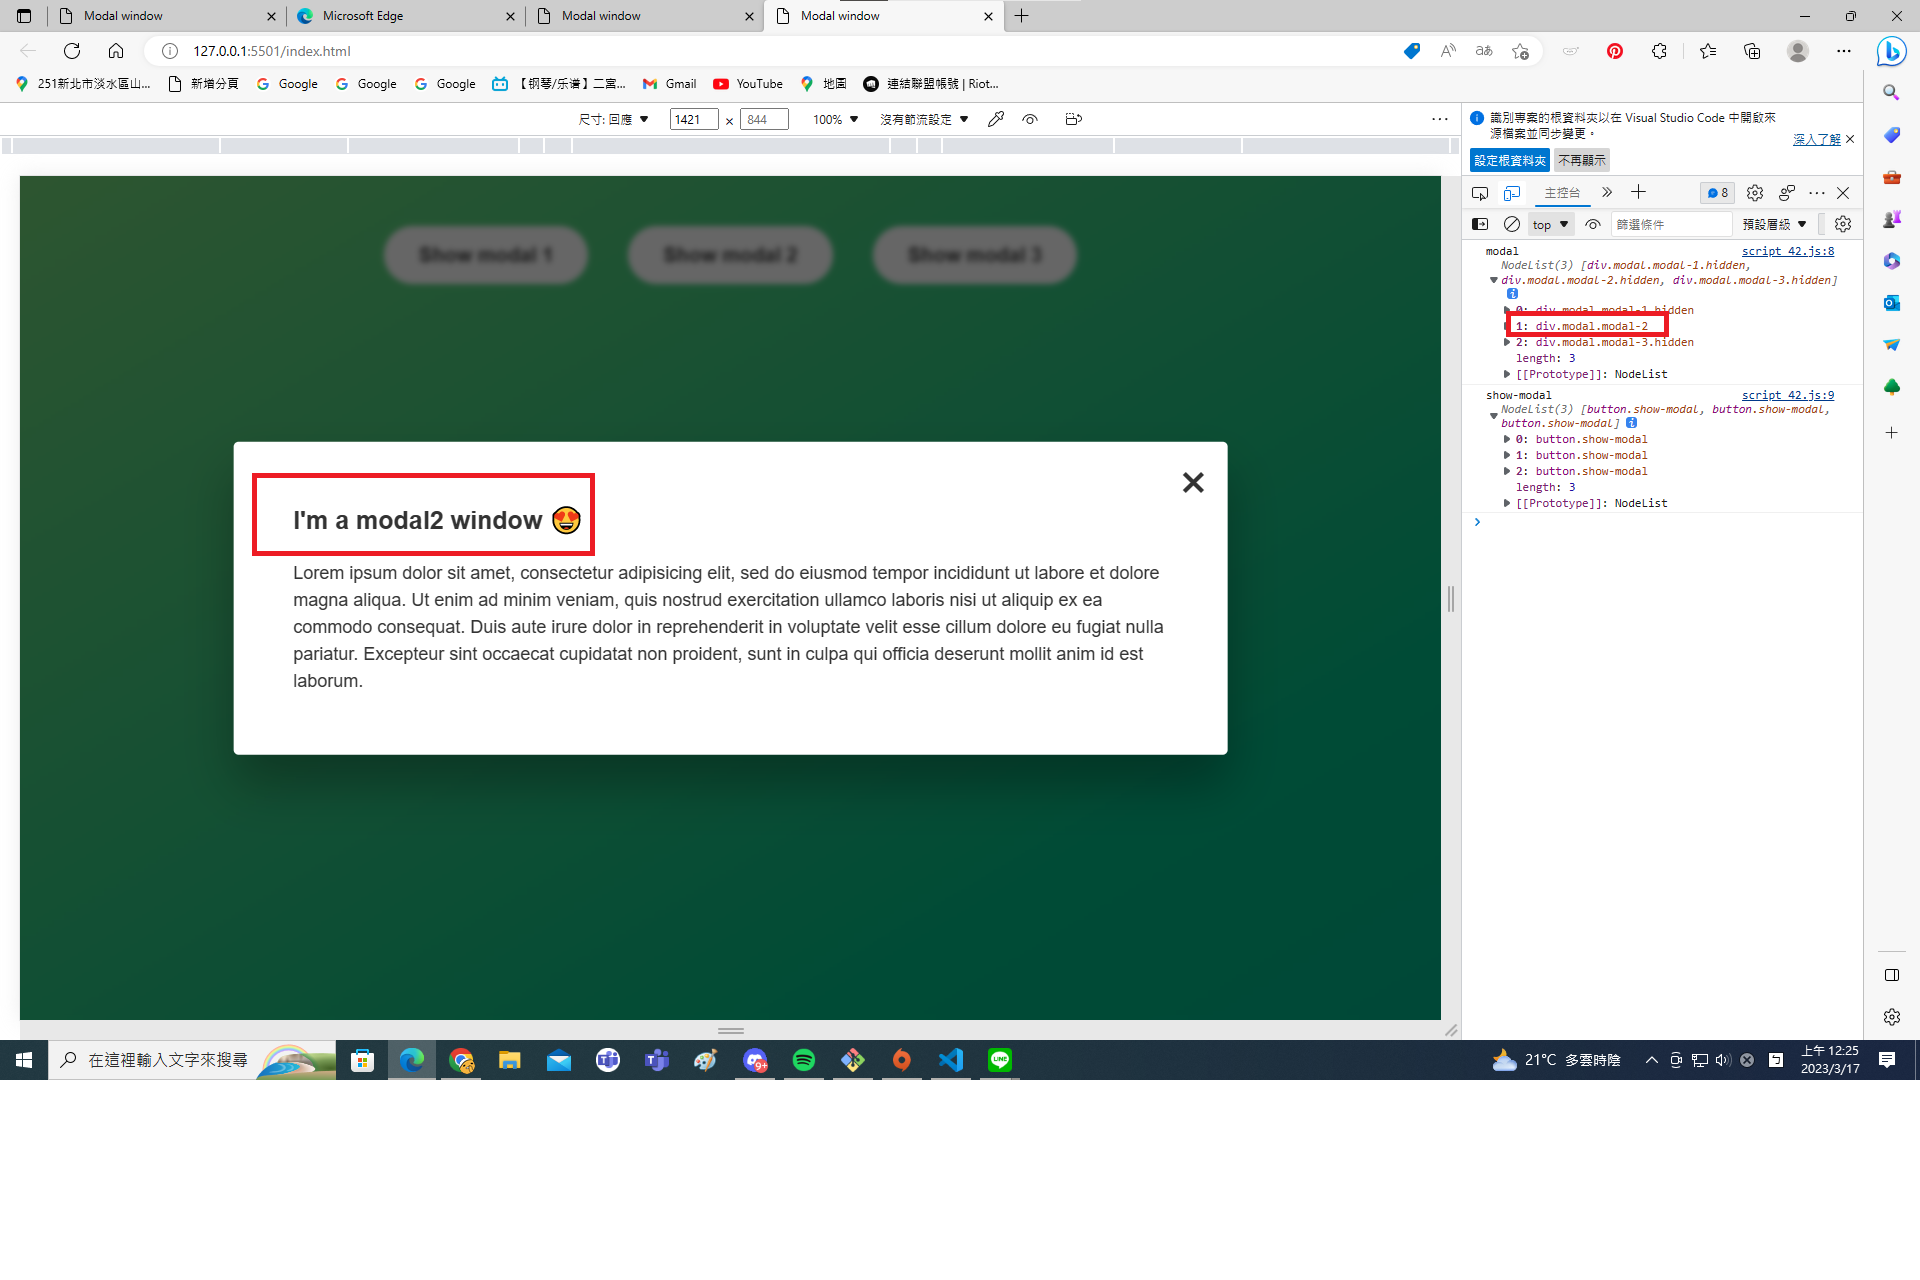 Modal window
Microsoft Edge
Modal window
Modal window
127.0.0.1:5501/index.html
251新北市淡水區山...
新增分頁
Google
Google
Google
【钢琴/乐谱】二宮...
Gmail
YouTube
地圖
連結聯盟帳號 | Riot...
尺寸: 回應 ▼ 1421 × 844 100% ▼ 沒有節流設定 ▼
識別專案的根資料夾以在 Visual Studio Code 中開啟來
源檔案並同步變更。
深入了解
設定根資料夾 不再顯示
主控台
8
top ▼ 篩選條件 預設層級 ▼
modal script 42.js:8
NodeList(3) [div.modal.modal-1.hidden,
div.modal.modal-2.hidden, div.modal.modal-3.hidden]
0: div.modal.modal-1.hidden
1: div.modal.modal-2
2: div.modal.modal-3.hidden
length: 3
[[Prototype]]: NodeList
show-modal script 42.js:9
NodeList(3) [button.show-modal, button.show-modal,
button.show-modal]
0: button.show-modal
1: button.show-modal
2: button.show-modal
length: 3
[[Prototype]]: NodeList
Show modal 1
Show modal 2
Show modal 3
I'm a modal2 window 😍
Lorem ipsum dolor sit amet, consectetur adipisicing elit, sed do eiusmod tempor incididunt ut labore et dolore
magna aliqua. Ut enim ad minim veniam, quis nostrud exercitation ullamco laboris nisi ut aliquip ex ea
commodo consequat. Duis aute irure dolor in reprehenderit in voluptate velit esse cillum dolore eu fugiat nulla
pariatur. Excepteur sint occaecat cupidatat non proident, sunt in culpa qui officia deserunt mollit anim id est
laborum.
在這裡輸入文字來搜尋
9+
LINE
21°C 多雲時陰
上午 12:25
2023/3/17